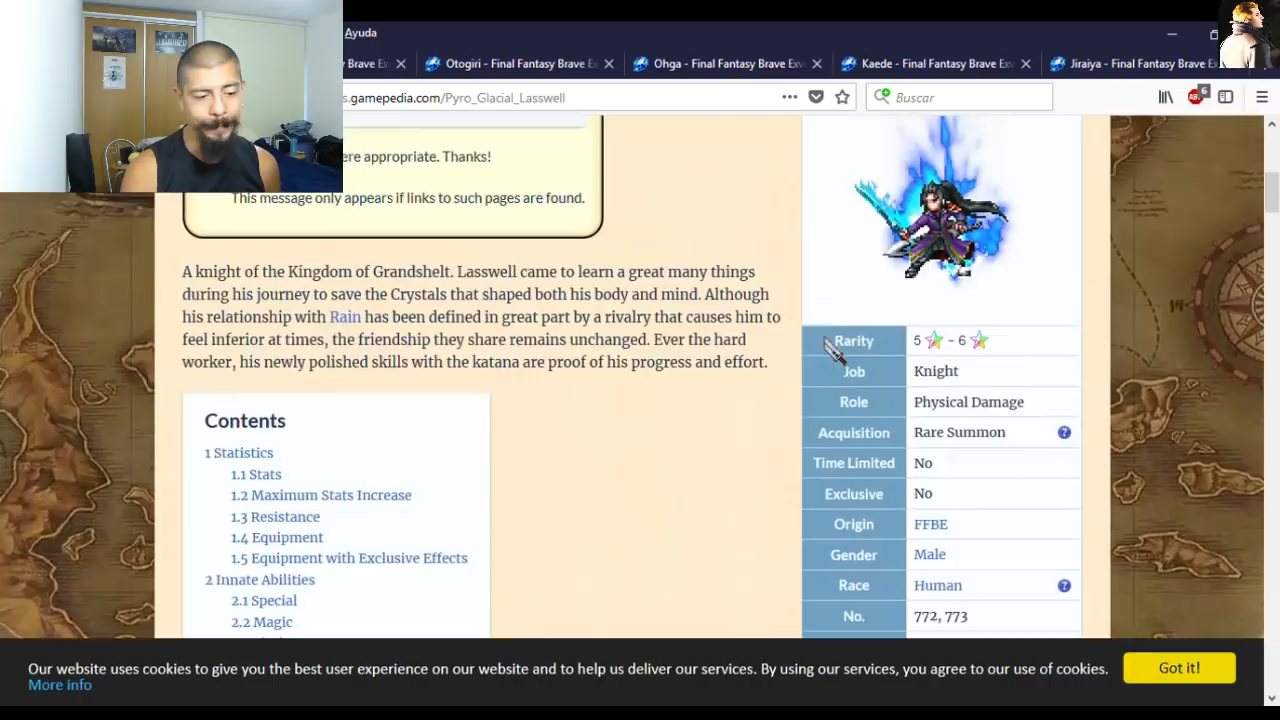 Ayuda
Brave Ex
Otogiri - Final Fantasy Brave Ex
Ohga - Final Fantasy Brave Exv
Kaede - Final Fantasy Brave Exv
Jiraiya - Final Fantasy Brave Ex
s.gamepedia.com/Pyro_Glacial_Lasswell
Buscar
6
ere appropriate. Thanks!
This message only appears if links to such pages are found.
A knight of the Kingdom of Grandshelt. Lasswell came to learn a great many things
during his journey to save the Crystals that shaped both his body and mind. Although
his relationship with Rain has been defined in great part by a rivalry that causes him to
feel inferior at times, the friendship they share remains unchanged. Ever the hard
worker, his newly polished skills with the katana are proof of his progress and effort.
Contents
1 Statistics
1.1 Stats
1.2 Maximum Stats Increase
1.3 Resistance
1.4 Equipment
1.5 Equipment with Exclusive Effects
2 Innate Abilities
2.1 Special
2.2 Magic
Rarity 5 - 6
Job Knight
Role Physical Damage
Acquisition Rare Summon ?
Time Limited No
Exclusive No
Origin FFBE
Gender Male
Race Human ?
No. 772, 773
Our website uses cookies to give you the best user experience on our website and to help us deliver our services. By using our services, you agree to our use of cookies.
More info
Got it!